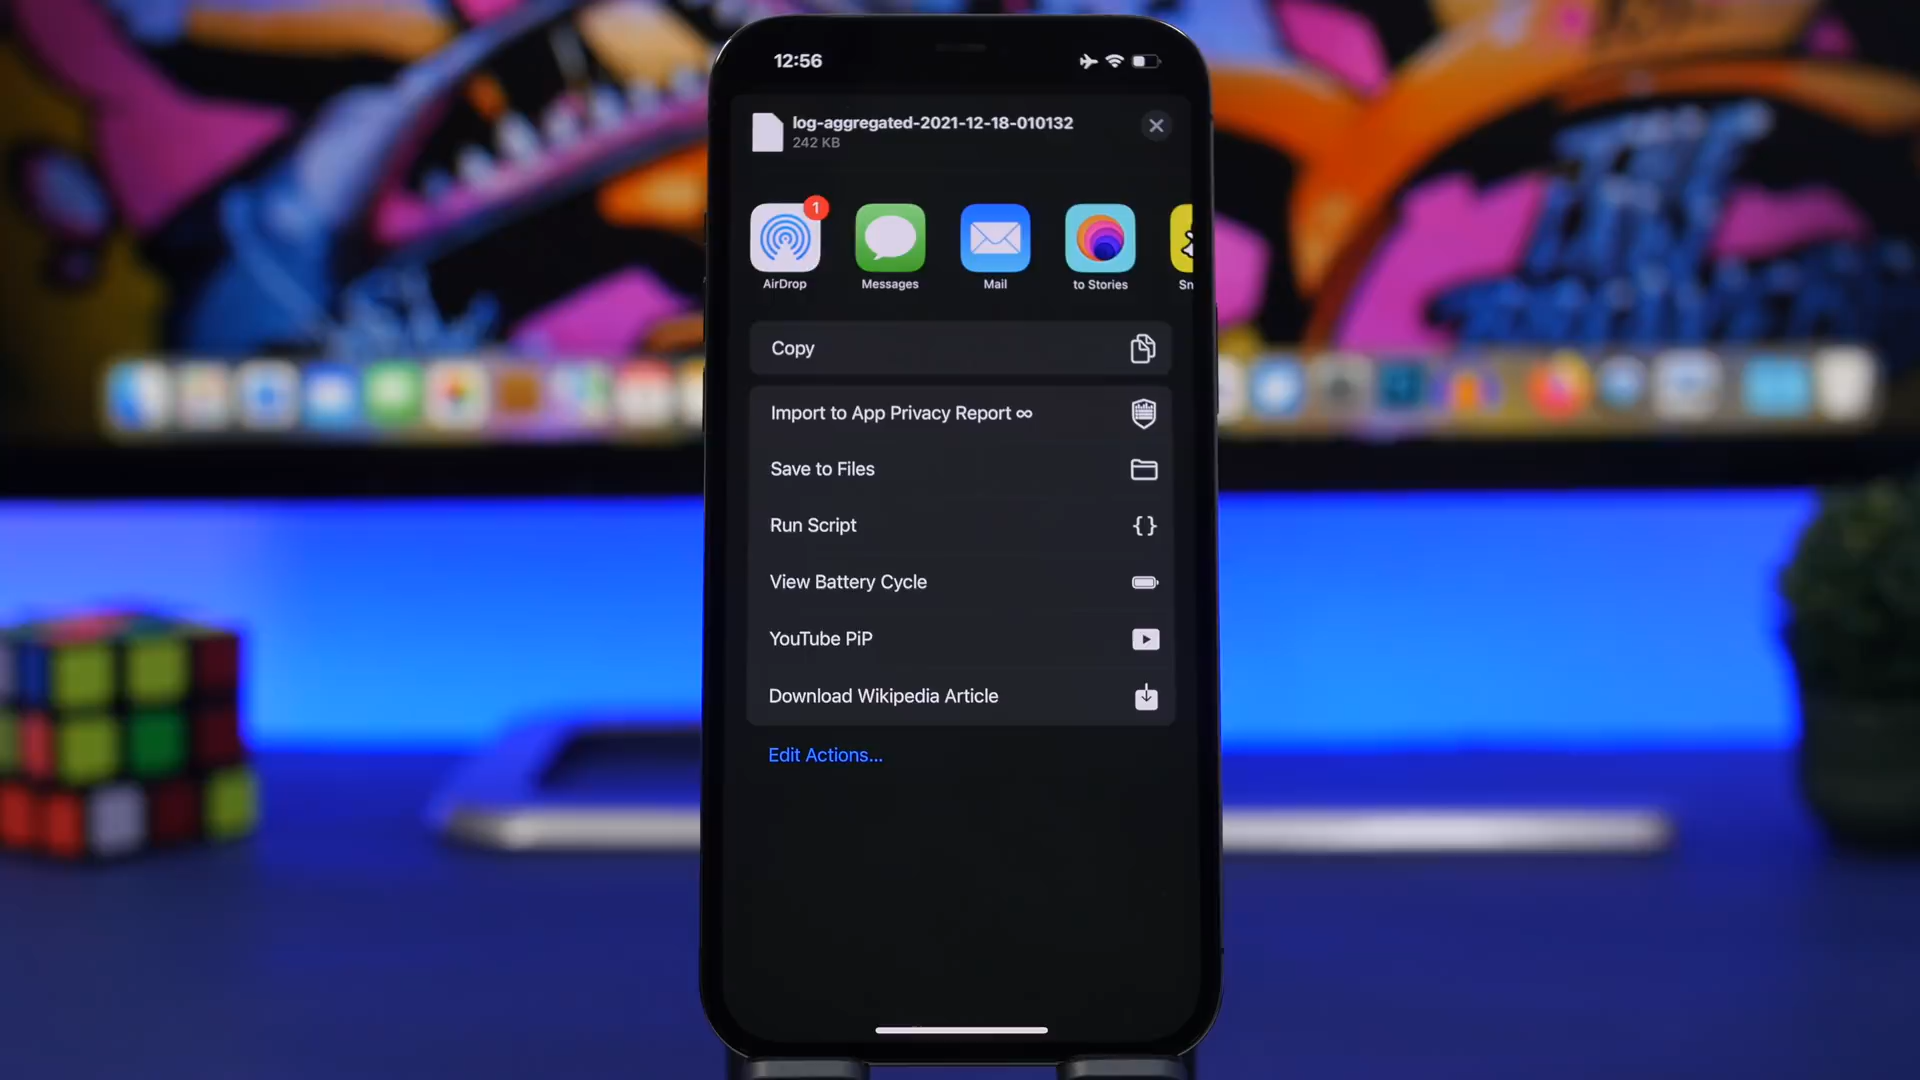 12:56
log-aggregated-2021-12-18-010132
242 KB
1
AirDrop
Messages
Mail
to Stories
Sn
Copy
Import to App Privacy Report ∞
Save to Files
Run Script
View Battery Cycle
YouTube PiP
Download Wikipedia Article
Edit Actions...